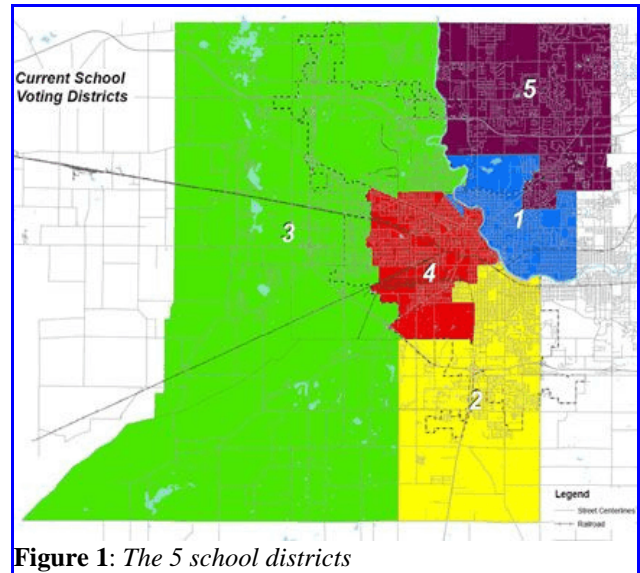 Current School
Voting Districts
5
1
3
4
2
Legend
Street Centerlines
Railroad
Figure 1: The 5 school districts